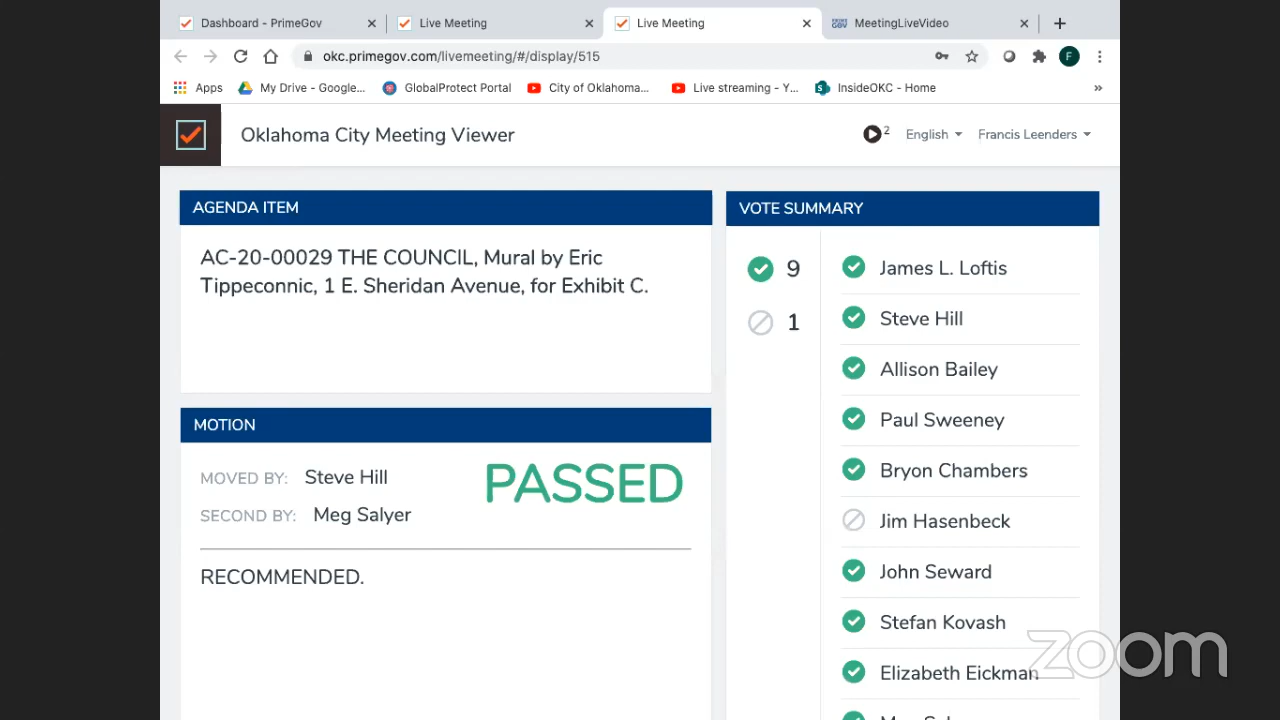 Dashboard - PrimeGov
Live Meeting
Live Meeting
MeetingLiveVideo
okc.primegov.com/livemeeting/#/display/515
F
Apps
My Drive - Google...
GlobalProtect Portal
City of Oklahoma...
Live streaming - Y...
InsideOKC - Home
»
Oklahoma City Meeting Viewer
2
English
Francis Leenders
AGENDA ITEM
AC-20-00029 THE COUNCIL, Mural by Eric
Tippeconnic, 1 E. Sheridan Avenue, for Exhibit C.
MOTION
MOVED BY: Steve Hill
SECOND BY: Meg Salyer
PASSED
RECOMMENDED.
VOTE SUMMARY
9
1
James L. Loftis
Steve Hill
Allison Bailey
Paul Sweeney
Bryon Chambers
Jim Hasenbeck
John Seward
Stefan Kovash
Elizabeth Eickman
zoom